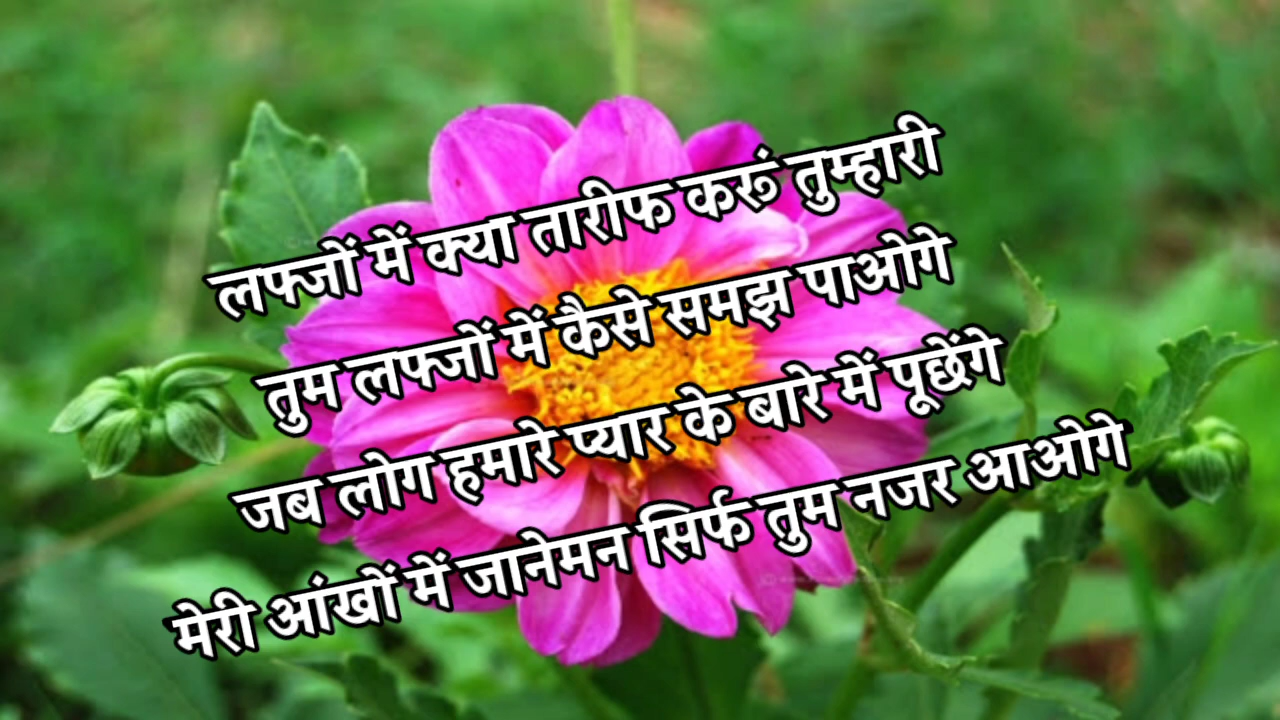 लफ्जों में क्या तारीफ करूं तुम्हारी
तुम लफ्जों में कैसे समझ पाओगे
जब लोग हमारे प्यार के बारे में पूछेंगे
मेरी आंखों में जानेमन सिर्फ तुम नजर आओगे